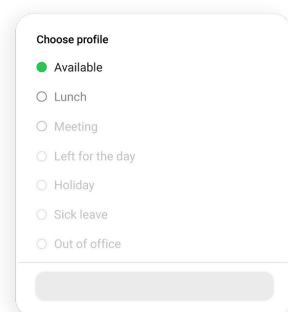 Choose profile
Available
Lunch
Meeting
Left for the day
Holiday
Sick leave
Out of office